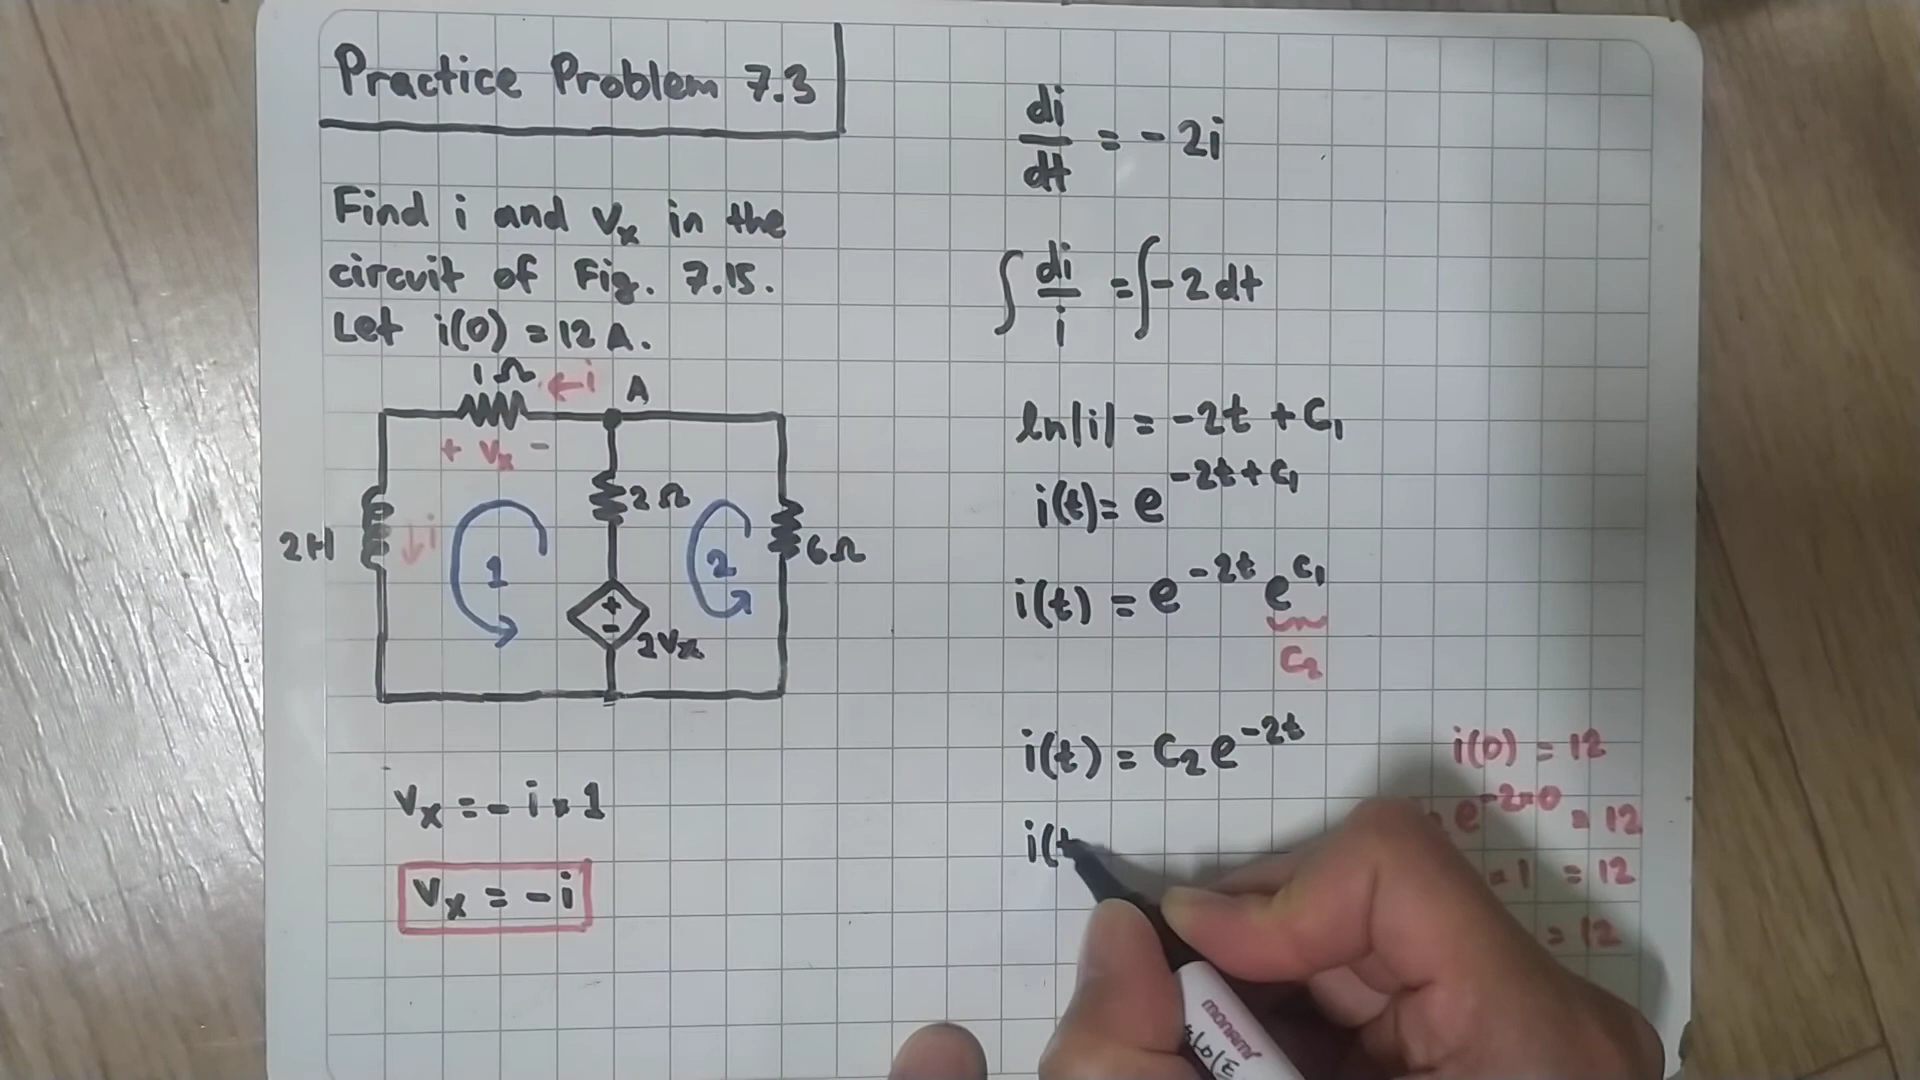 Practice Problem 7.3
Find i and Vx in the
circuit of Fig. 7.15.
Let i(0) = 12 A.
1Ω
← i
A
+ Vx -
2Ω
2H
↓ i
1
2
6Ω
+
-
2Vx
Vx = - i × 1
Vx = - i
di/dt = - 2i
∫ di/i = ∫ - 2 dt
ln|i| = -2t + C₁
i(t) = e^(-2t + C₁)
i(t) = e^(-2t) e^(C₁)
C₂
i(t) = C₂ e^(-2t)
i(t
i(0) = 12
e^(-2×0) = 12
× 1 = 12
= 12
monami